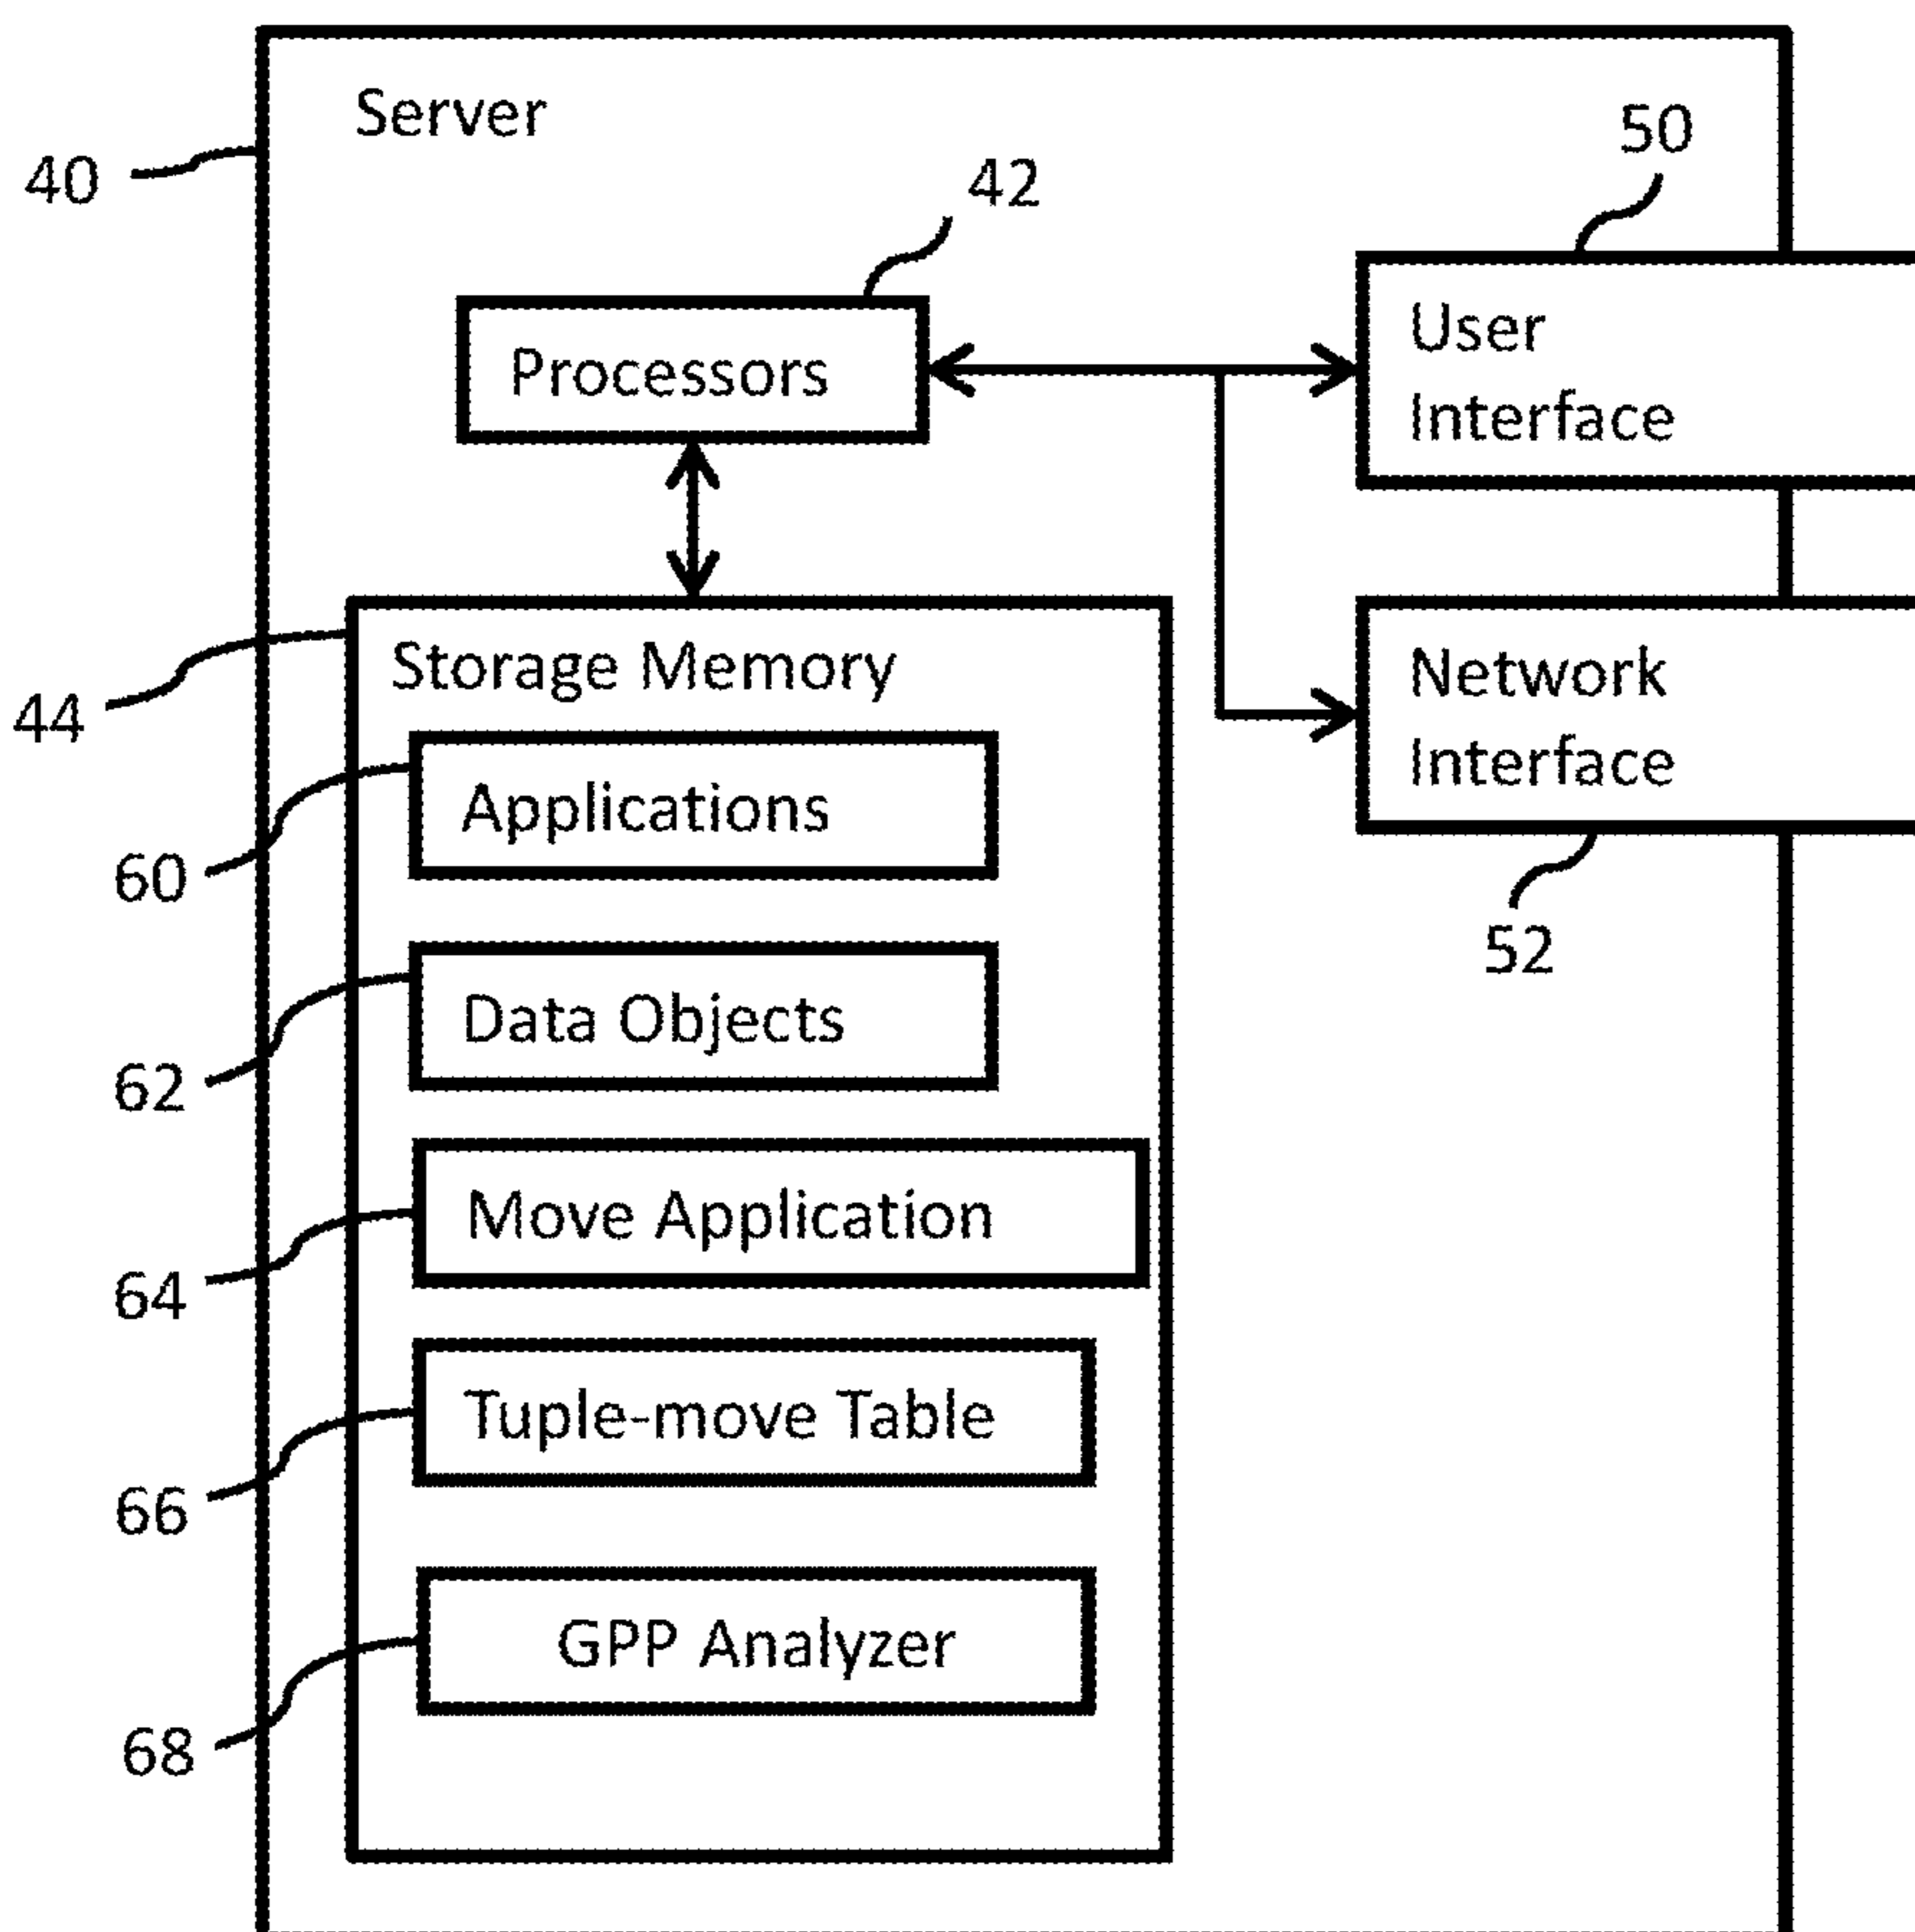 Server
40
42
50
Processors
User
Interface
44
Storage Memory
Network
Interface
Applications
60
52
Data Objects
62
Move Application
64
Tuple-move Table
66
GPP Analyzer
68